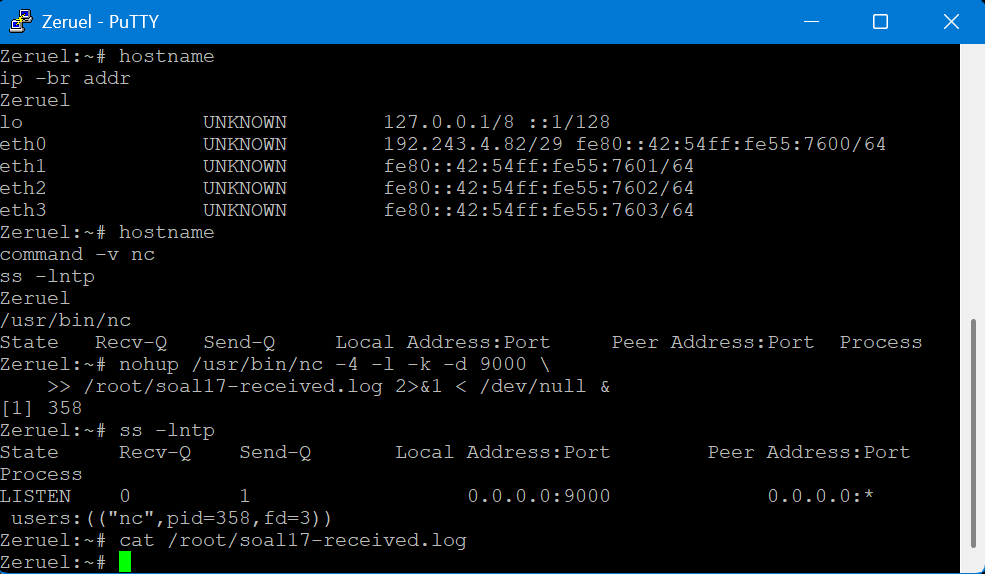 Zeruel - PuTTY
Zeruel:~# hostname
ip -br addr
Zeruel
lo               UNKNOWN        127.0.0.1/8 ::1/128
eth0             UNKNOWN        192.243.4.82/29 fe80::42:54ff:fe55:7600/64
eth1             UNKNOWN        fe80::42:54ff:fe55:7601/64
eth2             UNKNOWN        fe80::42:54ff:fe55:7602/64
eth3             UNKNOWN        fe80::42:54ff:fe55:7603/64
Zeruel:~# hostname
command -v nc
ss -lntp
Zeruel
/usr/bin/nc
State   Recv-Q   Send-Q     Local Address:Port     Peer Address:Port  Process
Zeruel:~# nohup /usr/bin/nc -4 -l -k -d 9000 \
    >> /root/soal17-received.log 2>&1 < /dev/null &
[1] 358
Zeruel:~# ss -lntp
State     Recv-Q    Send-Q       Local Address:Port        Peer Address:Port
Process
LISTEN    0         1                  0.0.0.0:9000             0.0.0.0:*
 users:(("nc",pid=358,fd=3))
Zeruel:~# cat /root/soal17-received.log
Zeruel:~#